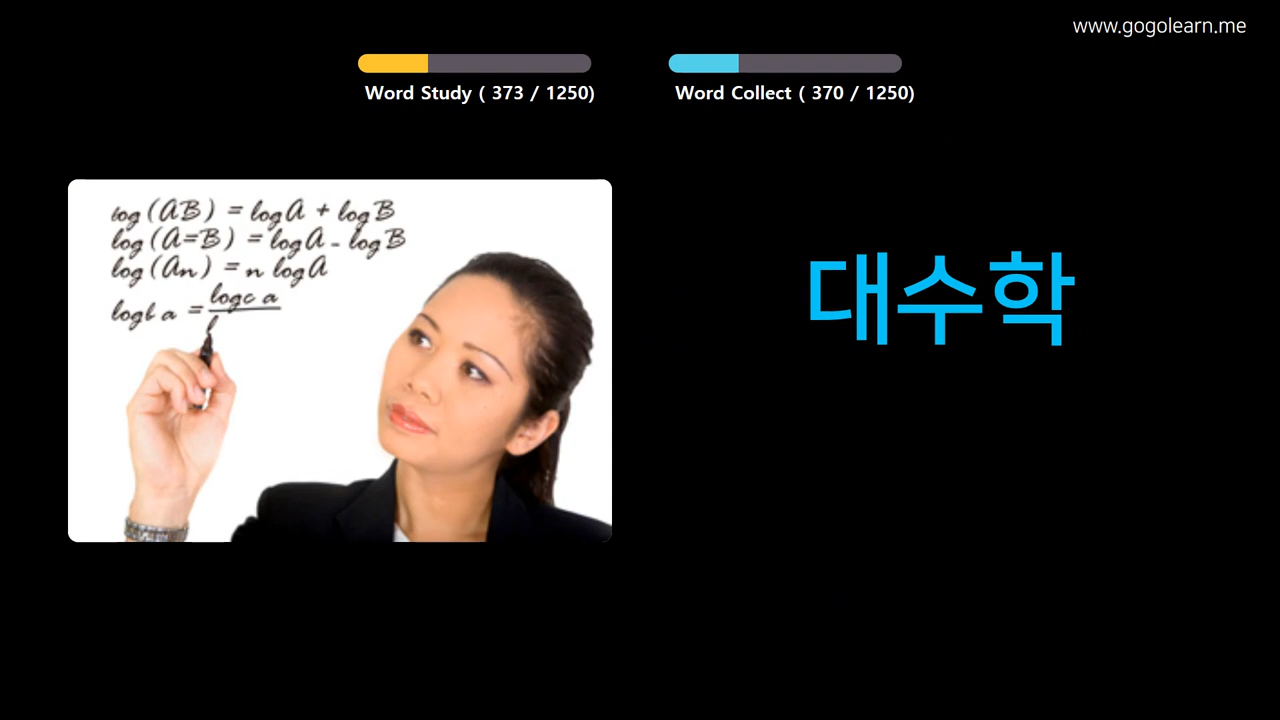 www.gogolearn.me
Word Study ( 373 / 1250)
Word Collect ( 370 / 1250)
log (AB) = log A + log B
log (A=B) = log A - log B
log (An) = n log A
logb a = logc a
대수학